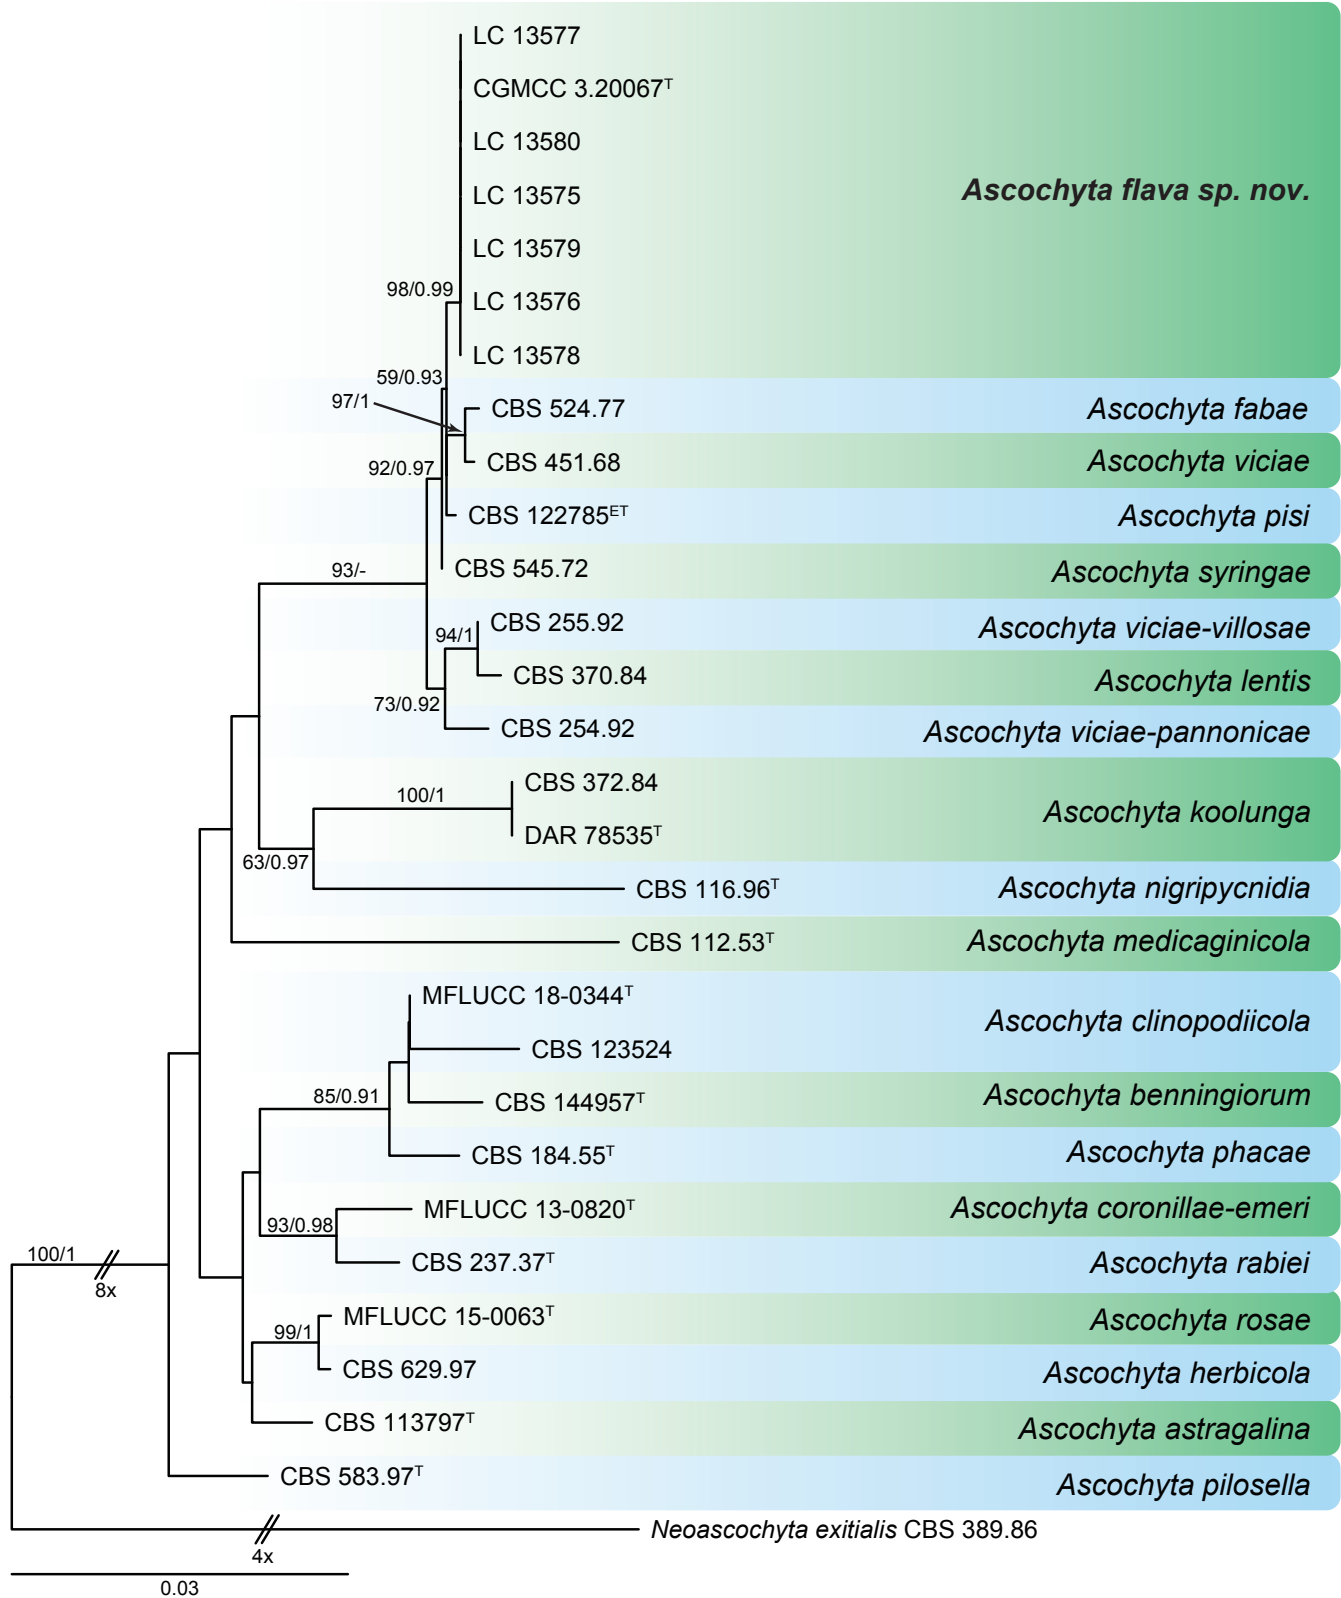 LC 13577
CGMCC 3.20067ᵀ
LC 13580
LC 13575
Ascochyta flava sp. nov.
LC 13579
98/0.99
LC 13576
LC 13578
59/0.93
97/1
CBS 524.77 Ascochyta fabae
92/0.97
CBS 451.68 Ascochyta viciae
CBS 122785ᴱᵀ Ascochyta pisi
93/-
CBS 545.72 Ascochyta syringae
CBS 255.92 Ascochyta viciae-villosae
94/1
CBS 370.84 Ascochyta lentis
73/0.92
CBS 254.92 Ascochyta viciae-pannonicae
CBS 372.84
100/1
Ascochyta koolunga
DAR 78535ᵀ
63/0.97
CBS 116.96ᵀ Ascochyta nigripycnidia
CBS 112.53ᵀ Ascochyta medicaginicola
MFLUCC 18-0344ᵀ
Ascochyta clinopodiicola
CBS 123524
85/0.91
CBS 144957ᵀ Ascochyta benningiorum
CBS 184.55ᵀ Ascochyta phacae
MFLUCC 13-0820ᵀ Ascochyta coronillae-emeri
93/0.98
CBS 237.37ᵀ Ascochyta rabiei
100/1
8x
MFLUCC 15-0063ᵀ Ascochyta rosae
99/1
CBS 629.97 Ascochyta herbicola
CBS 113797ᵀ Ascochyta astragalina
CBS 583.97ᵀ Ascochyta pilosella
Neoascochyta exitialis CBS 389.86
4x
0.03